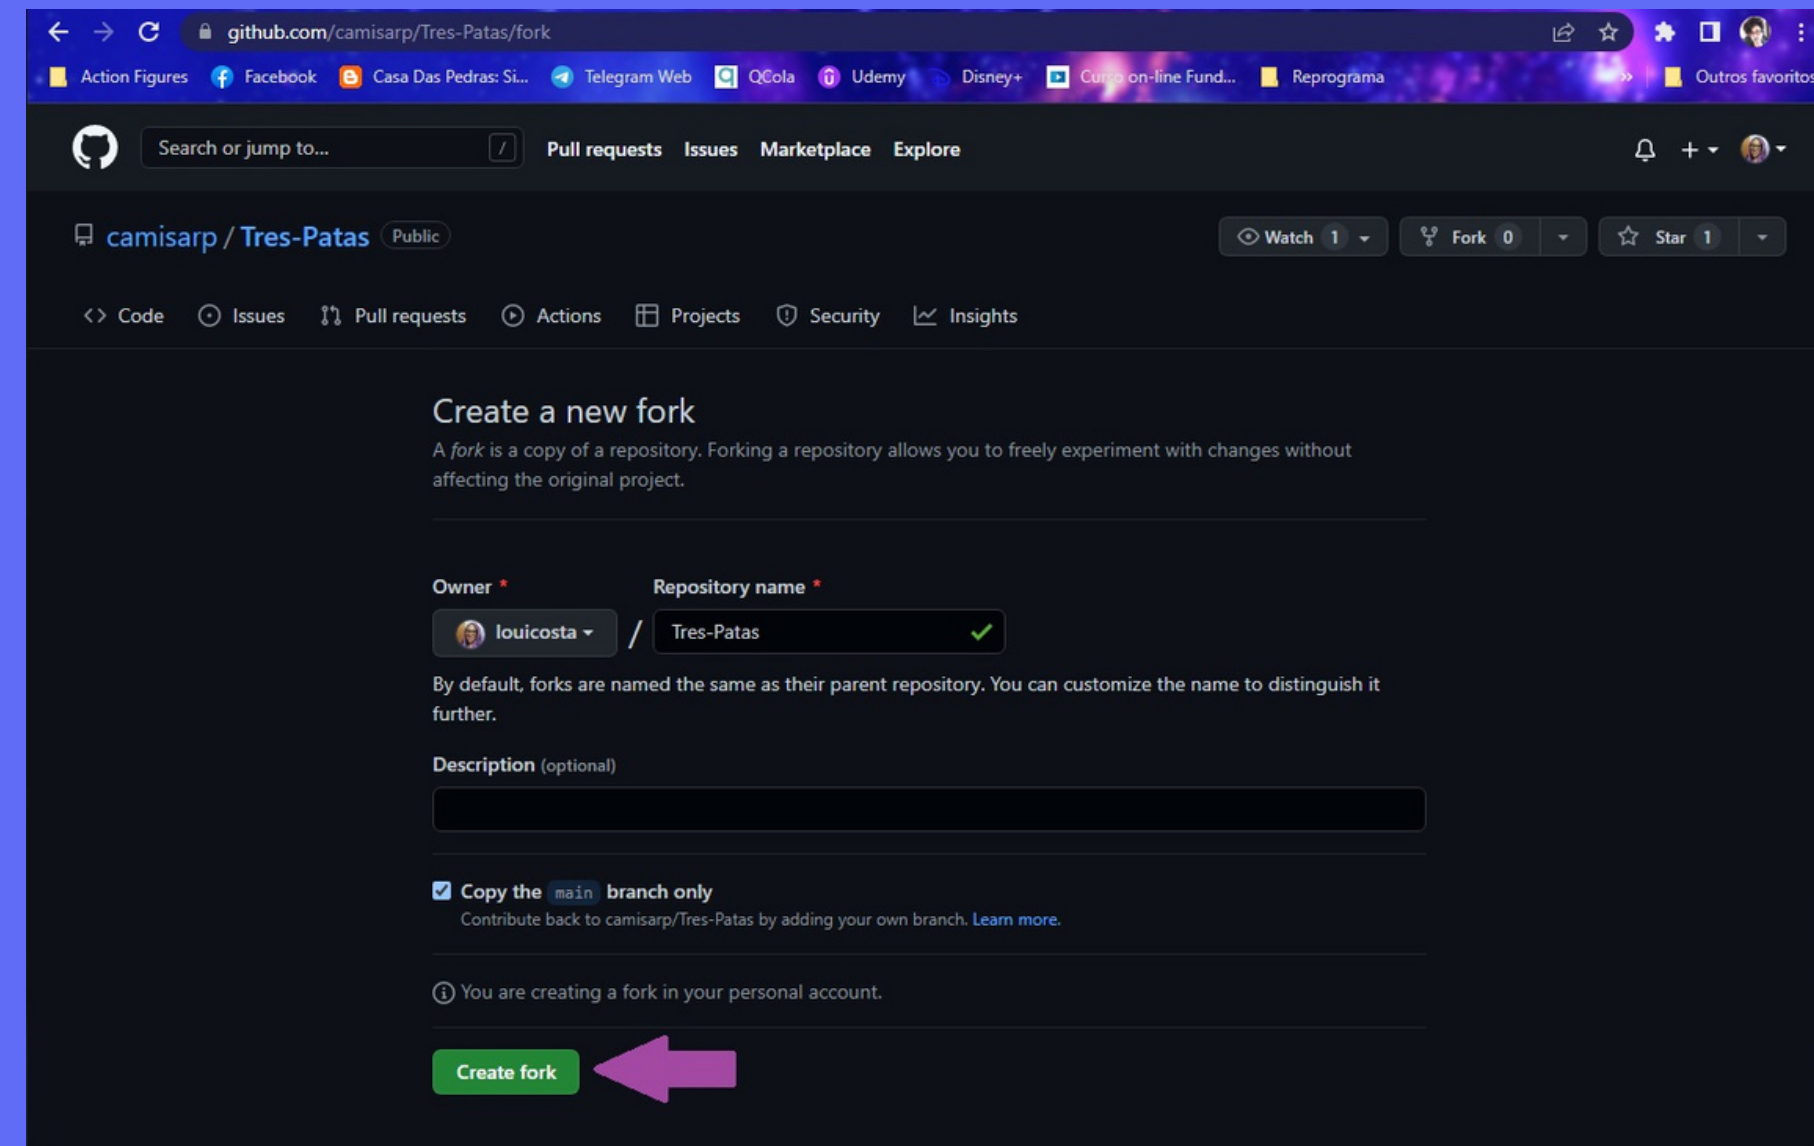 github.com/camisarp/Tres-Patas/fork
Action Figures Facebook Casa Das Pedras: Si... Telegram Web QCola Udemy Disney+ Curso on-line Fund... Reprograma » Outros favoritos
Search or jump to... / Pull requests Issues Marketplace Explore
camisarp / Tres-Patas Public Watch 1 Fork 0 Star 1
Code Issues Pull requests Actions Projects Security Insights
Create a new fork
A fork is a copy of a repository. Forking a repository allows you to freely experiment with changes without
affecting the original project.
Owner * Repository name *
louicosta / Tres-Patas
By default, forks are named the same as their parent repository. You can customize the name to distinguish it
further.
Description (optional)
Copy the main branch only
Contribute back to camisarp/Tres-Patas by adding your own branch. Learn more.
You are creating a fork in your personal account.
Create fork